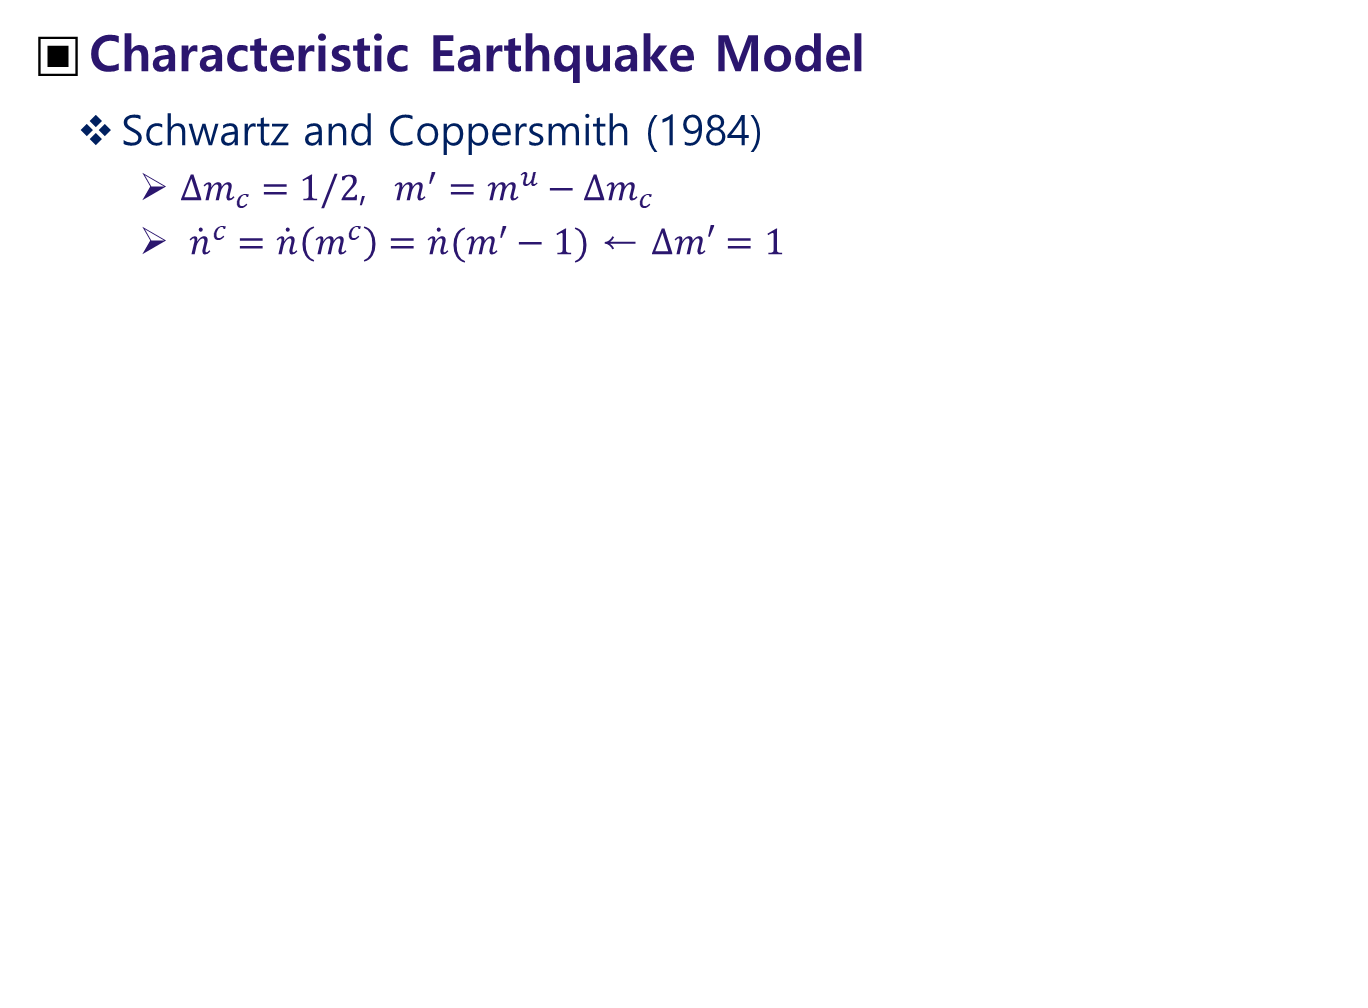 ▣ Characteristic Earthquake Model
❖ Schwartz and Coppersmith (1984)
➢ Δm_c = 1/2, m′ = m^u − Δm_c
➢ ṅ^c = ṅ(m^c) = ṅ(m′ − 1) ← Δm′ = 1